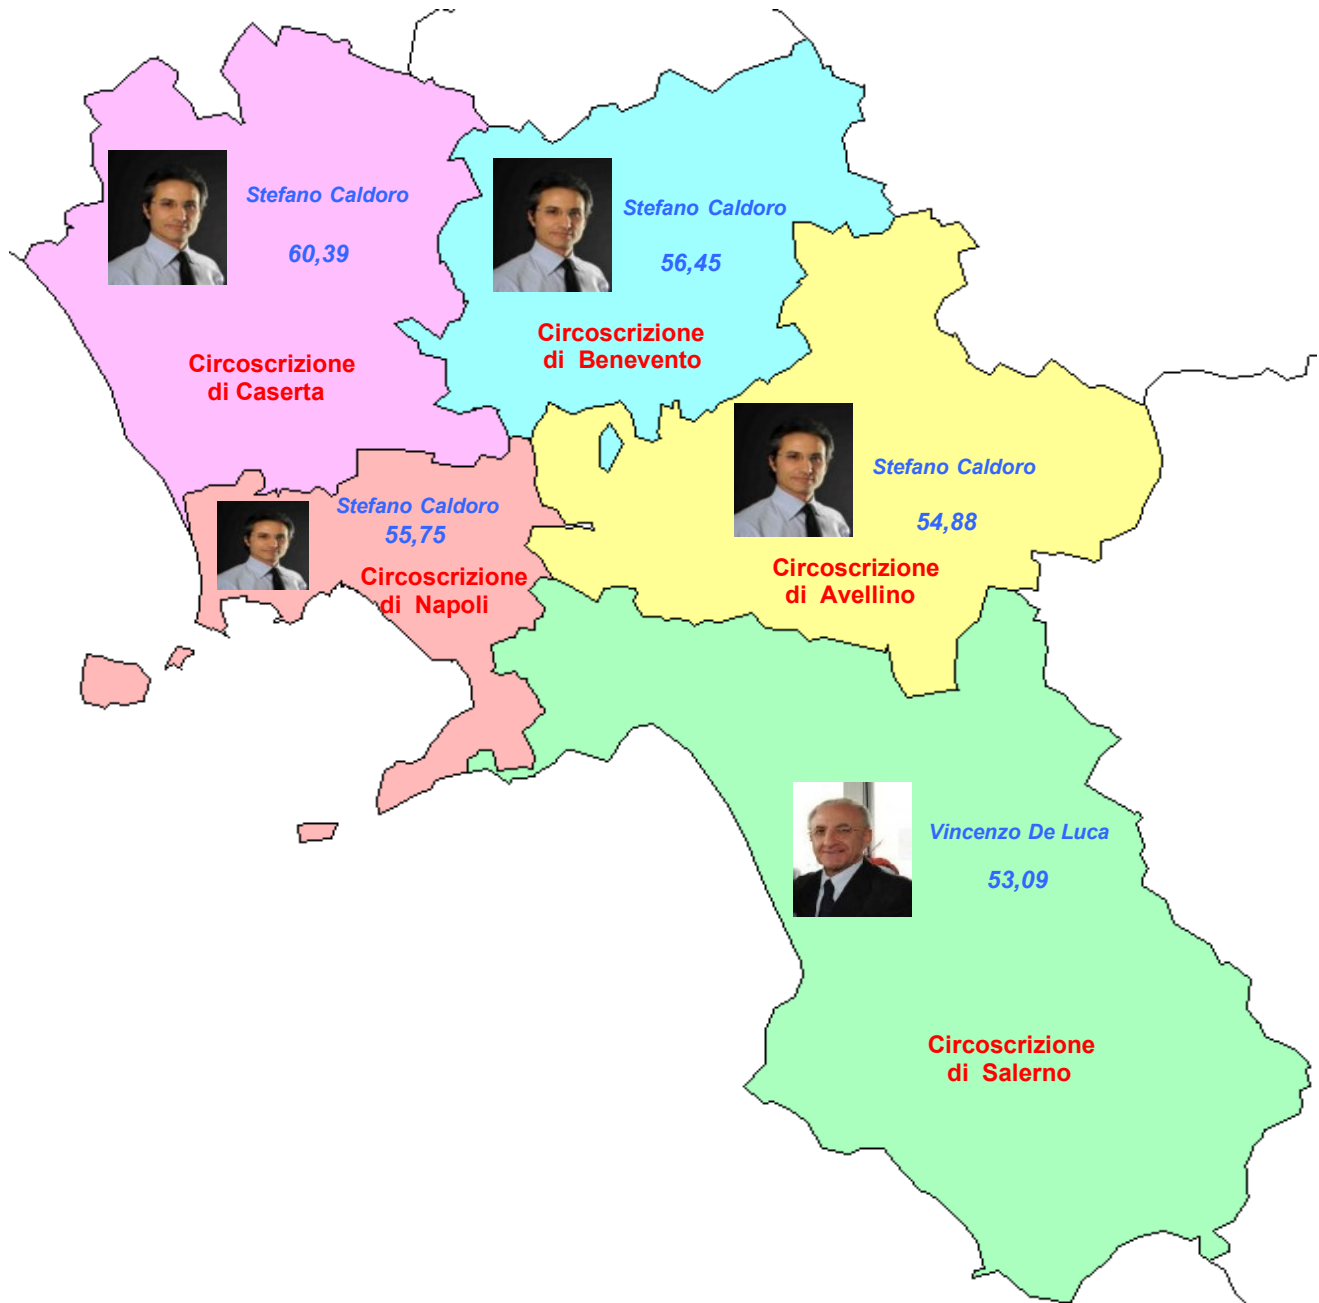 Stefano Caldoro
60,39
Circoscrizione
di Caserta
Stefano Caldoro
56,45
Circoscrizione
di Benevento
Stefano Caldoro
55,75
Circoscrizione
di Napoli
Stefano Caldoro
54,88
Circoscrizione
di Avellino
Vincenzo De Luca
53,09
Circoscrizione
di Salerno